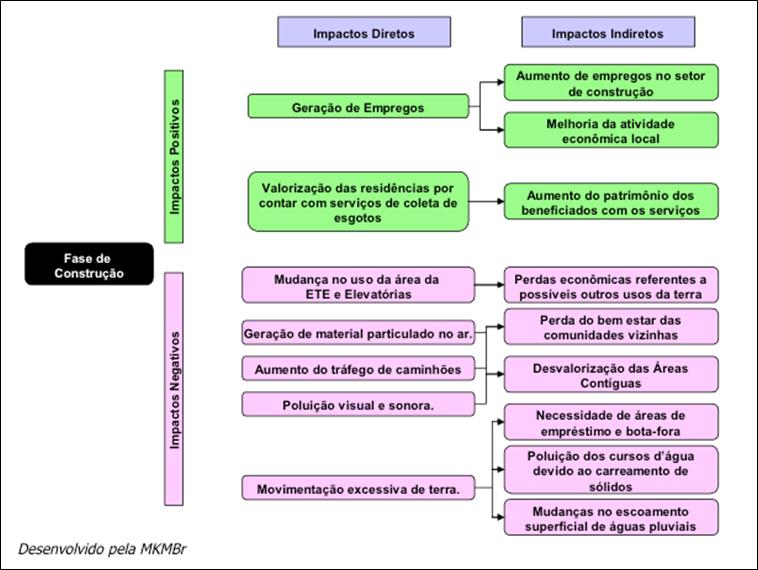 Impactos Diretos
Impactos Indiretos
Impactos Positivos
Geração de Empregos
Aumento de empregos no setor
de construção
Melhoria da atividade
econômica local
Valorização das residências por
contar com serviços de coleta de
esgotos
Aumento do patrimônio dos
beneficiados com os serviços
Fase de
Construção
Impactos Negativos
Mudança no uso da área da
ETE e Elevatórias
Perdas econômicas referentes a
possíveis outros usos da terra
Geração de material particulado no ar.
Aumento do tráfego de caminhões
Poluição visual e sonora.
Perda do bem estar das
comunidades vizinhas
Desvalorização das Áreas
Contíguas
Movimentação excessiva de terra.
Necessidade de áreas de
empréstimo e bota-fora
Poluição dos cursos d'água
devido ao carreamento de
sólidos
Mudanças no escoamento
superficial de águas pluviais
Desenvolvido pela MKMBr